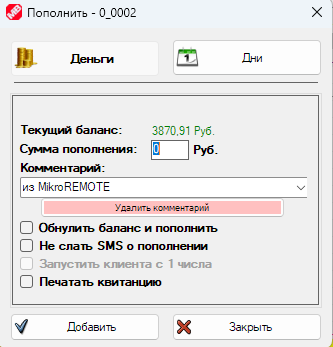 Пополнить - 0_0002
Деньги
1 Дни
Текущий баланс: 3870,91 Руб.
Сумма пополнения: 0 Руб.
Комментарий:
из MikroREMOTE
Удалить комментарий
Обнулить баланс и пополнить
Не слать SMS о пополнении
Запустить клиента с 1 числа
Печатать квитанцию
Добавить
Закрыть